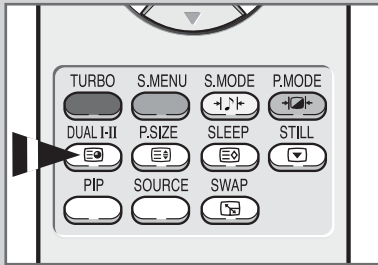 TURBO S.MENU S.MODE P.MODE
DUAL I-II P.SIZE SLEEP STILL
PIP SOURCE SWAP